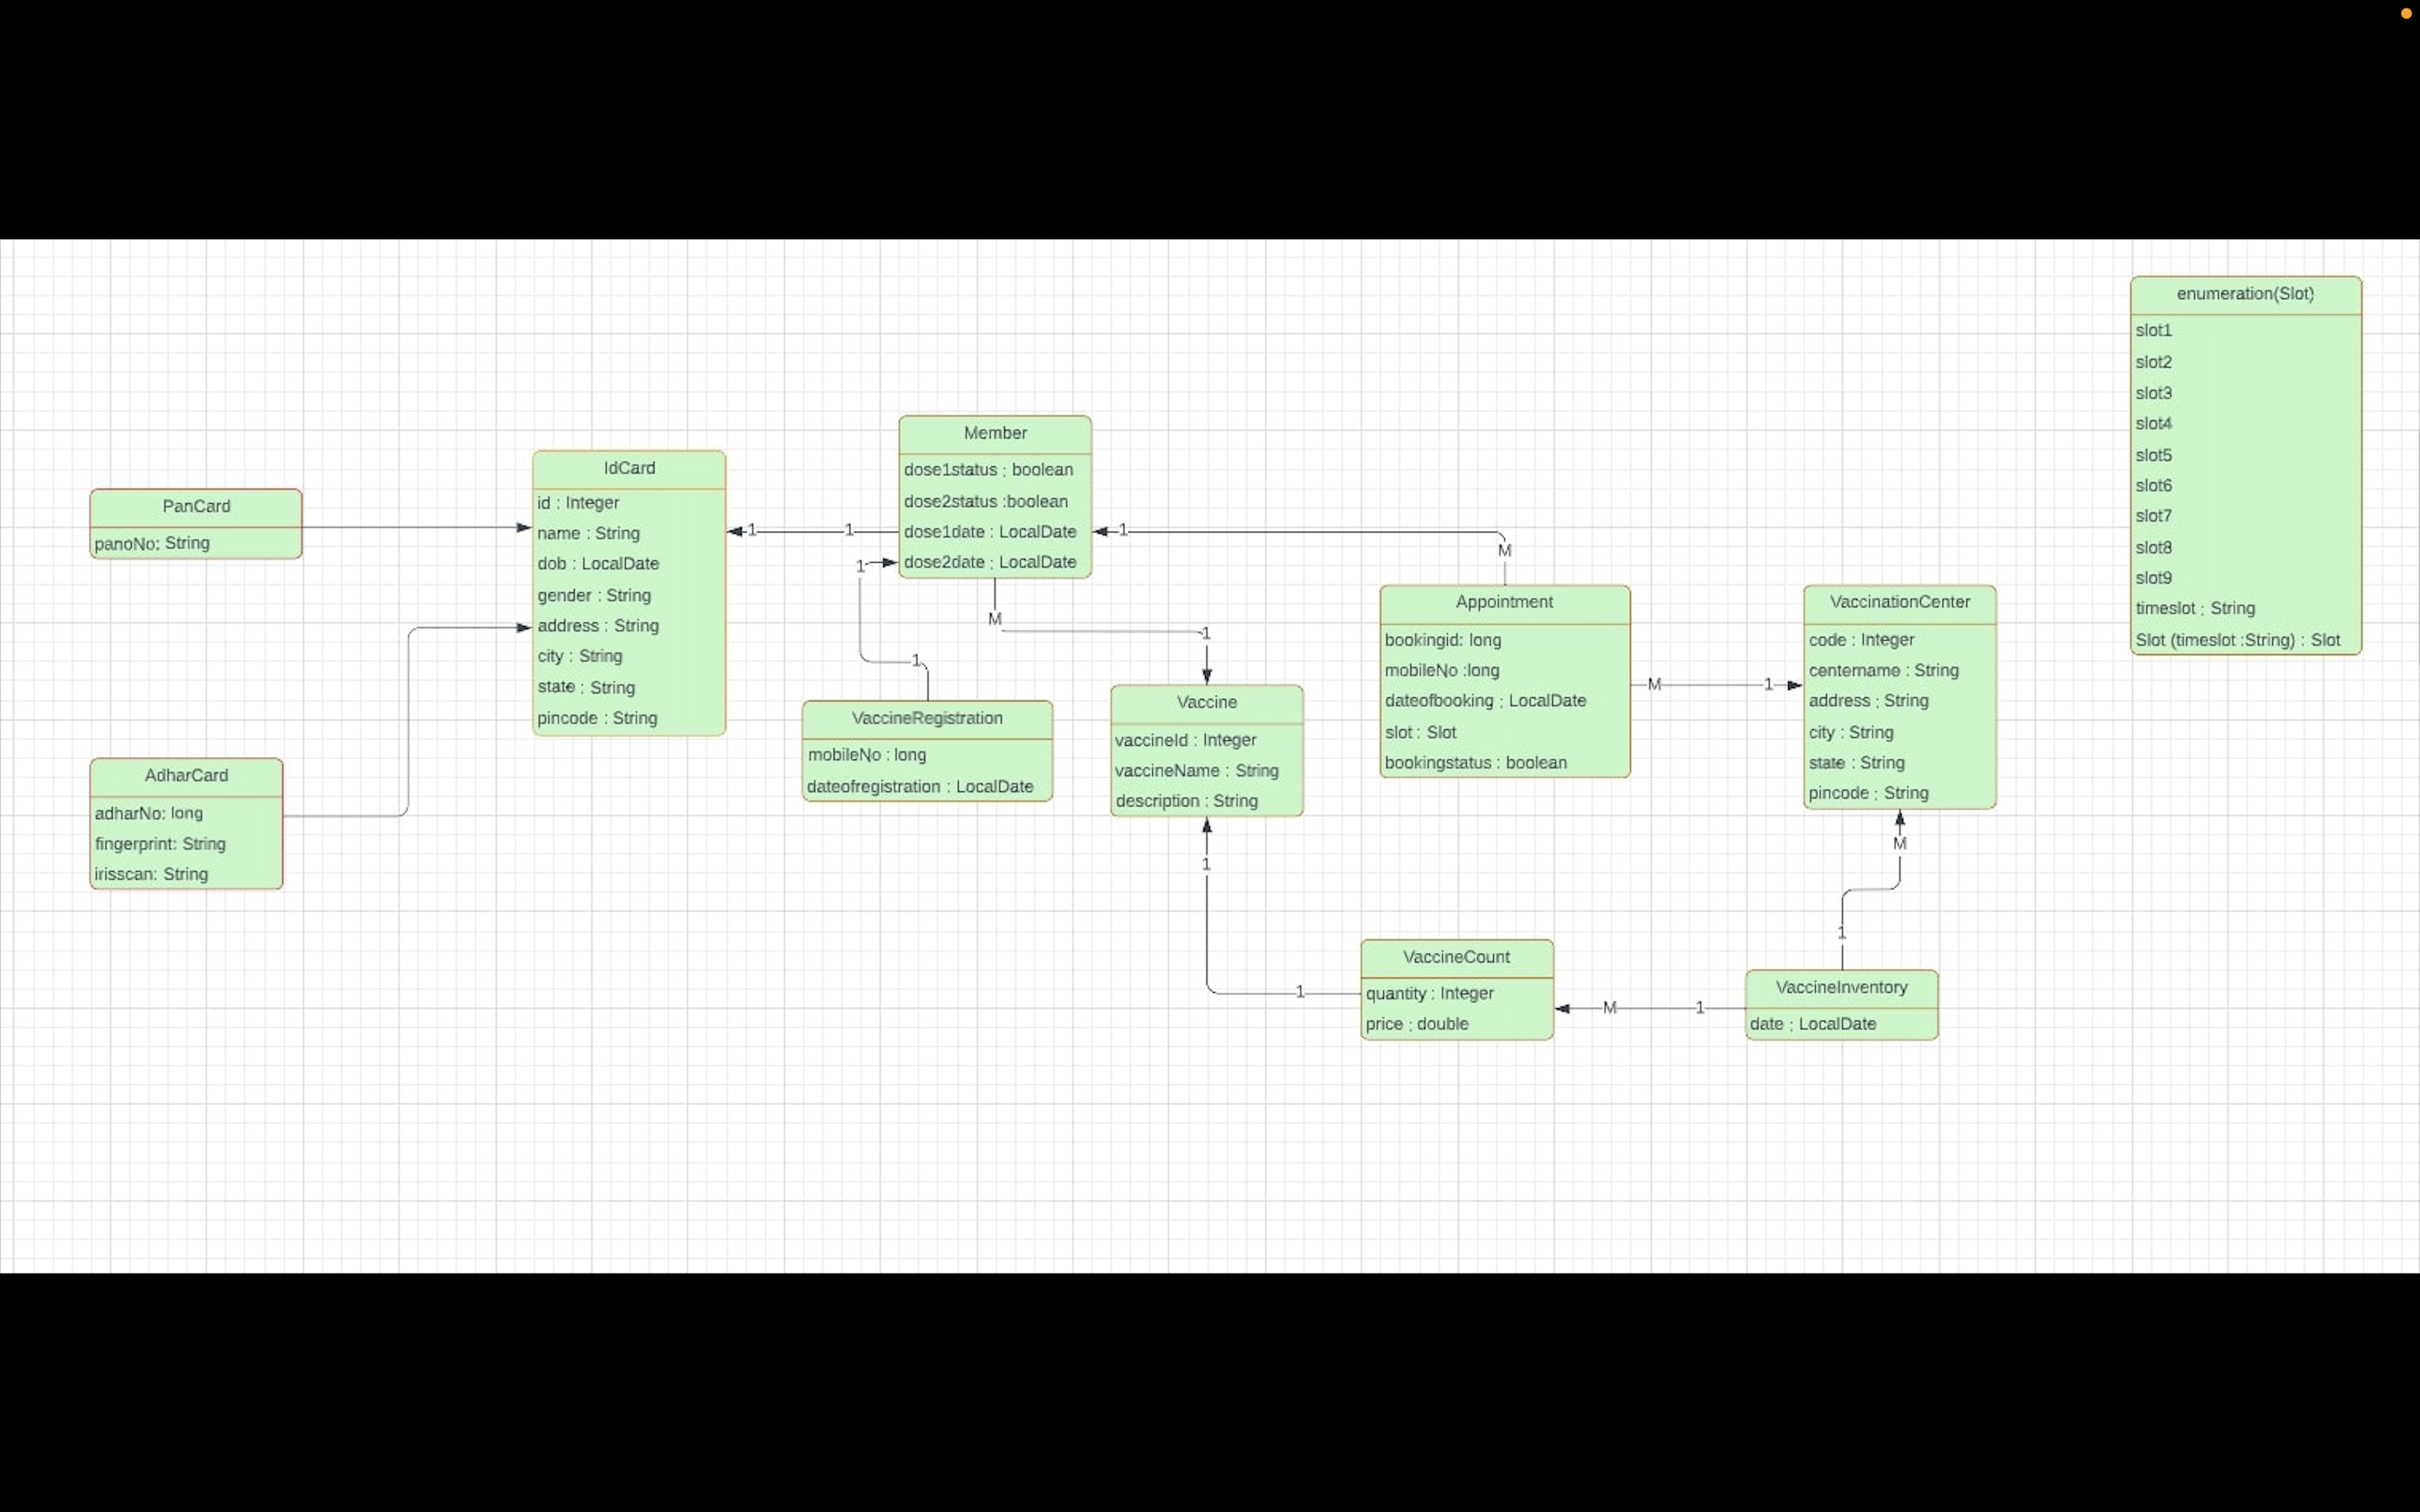 PanCard
panoNo: String
AdharCard
adharNo: long
fingerprint: String
irisscan: String
IdCard
id : Integer
name : String
dob : LocalDate
gender : String
address : String
city : String
state : String
pincode : String
1
1
Member
dose1status : boolean
dose2status :boolean
dose1date : LocalDate
dose2date : LocalDate
1
1
VaccineRegistration
mobileNo : long
dateofregistration : LocalDate
M
1
Vaccine
vaccineId : Integer
vaccineName : String
description : String
1
1
1
M
Appointment
bookingid: long
mobileNo :long
dateofbooking : LocalDate
slot : Slot
bookingstatus : boolean
M
1
VaccinationCenter
code : Integer
centername : String
address : String
city : String
state : String
pincode : String
M
1
VaccineCount
quantity : Integer
price : double
M
1
VaccineInventory
date : LocalDate
enumeration(Slot)
slot1
slot2
slot3
slot4
slot5
slot6
slot7
slot8
slot9
timeslot : String
Slot (timeslot :String) : Slot